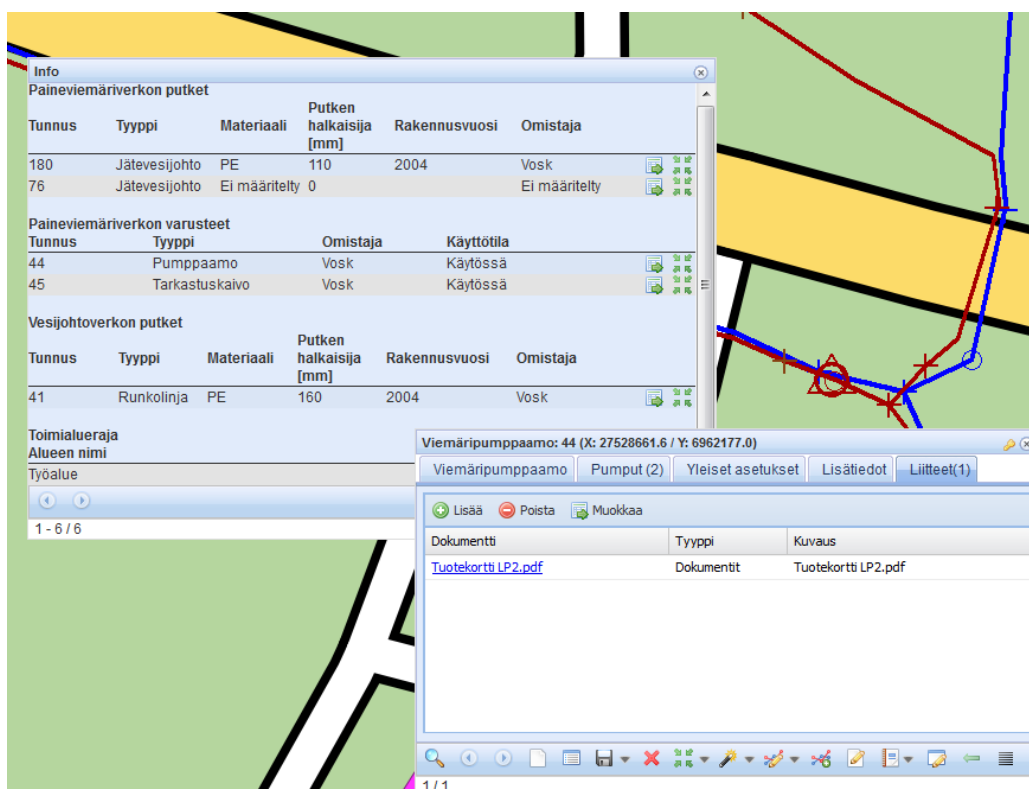 Info
Paineviemäriverkon putket
Tunnus Tyyppi Materiaali Putken halkaisija [mm] Rakennusvuosi Omistaja
180 Jätevesijohto PE 110 2004 Vosk
76 Jätevesijohto Ei määritelty 0 Ei määritelty
Paineviemäriverkon varusteet
Tunnus Tyyppi Omistaja Käyttötila
44 Pumppaamo Vosk Käytössä
45 Tarkastuskaivo Vosk Käytössä
Vesijohtoverkon putket
Tunnus Tyyppi Materiaali Putken halkaisija [mm] Rakennusvuosi Omistaja
41 Runkolinja PE 160 2004 Vosk
Toimialueraja
Alueen nimi
Työalue
1 - 6 / 6
Viemäripumppaamo: 44 (X: 27528661.6 / Y: 6962177.0)
Viemäripumppaamo Pumput (2) Yleiset asetukset Lisätiedot Liitteet(1)
Lisää Poista Muokkaa
Dokumentti Tyyppi Kuvaus
Tuotekortti LP2.pdf Dokumentit Tuotekortti LP2.pdf
1 / 1